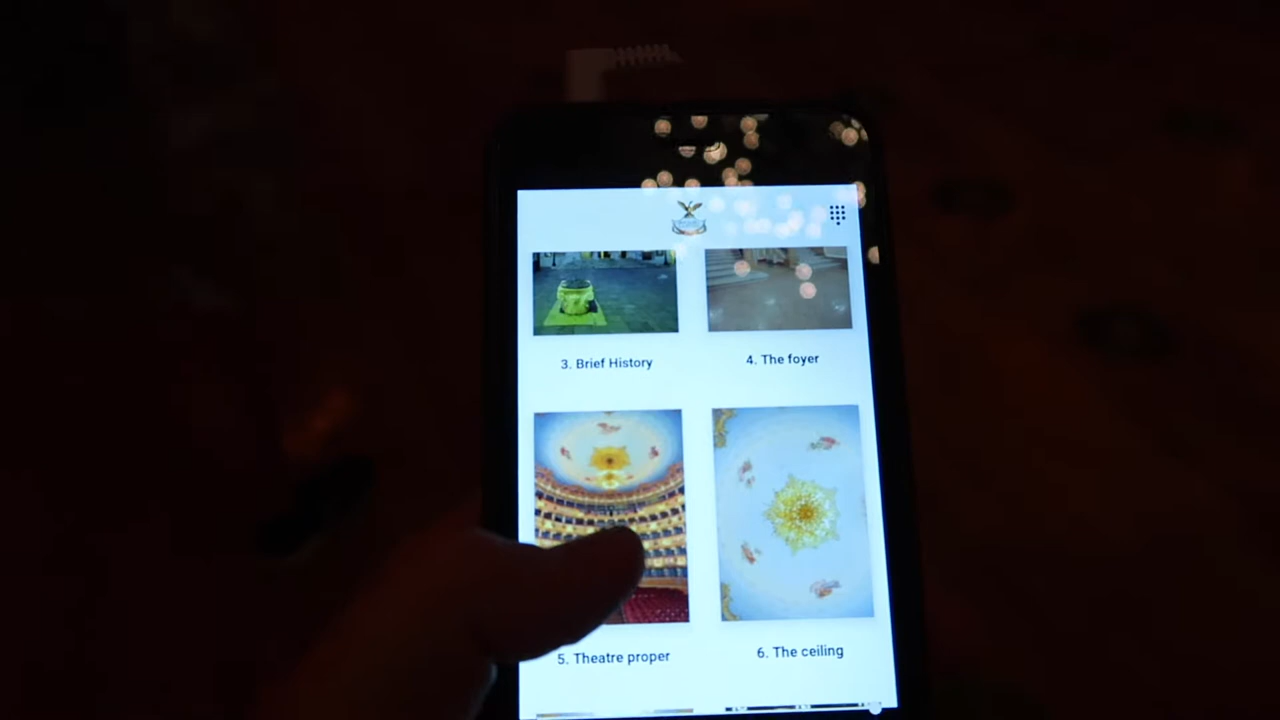 3. Brief History
4. The foyer
5. Theatre proper
6. The ceiling